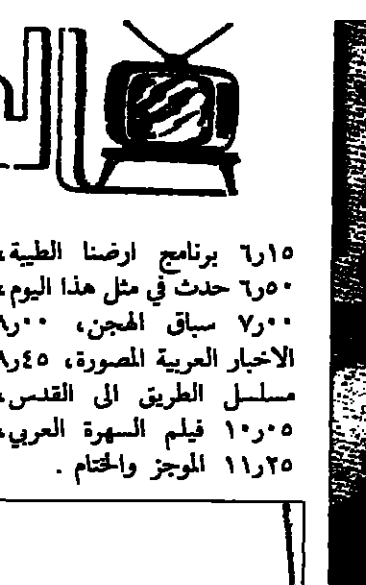 ١٥ر٦ برنامج ارضنا الطيبة،
٥٠ر٦ حدث في مثل هذا اليوم،
٠٠ر٧ سباق الهجن، ٠٠ر٨
الاخبار العربية المصورة، ٤٥ر٨
مسلسل الطريق الى القدس،
٠٥ر١٠ فيلم السهرة العربي،
٢٥ر١١ الموجز والختام .